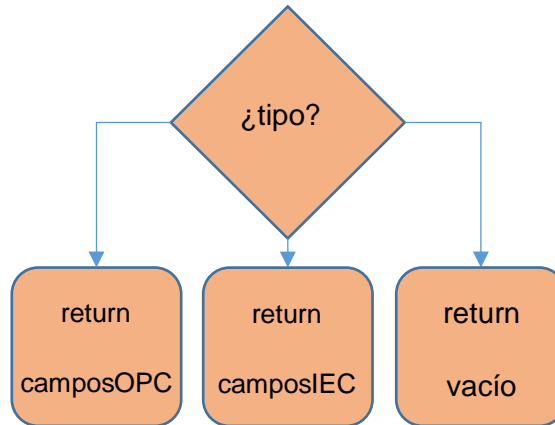 ¿tipo?
return
camposOPC
return
camposIEC
return
vacío